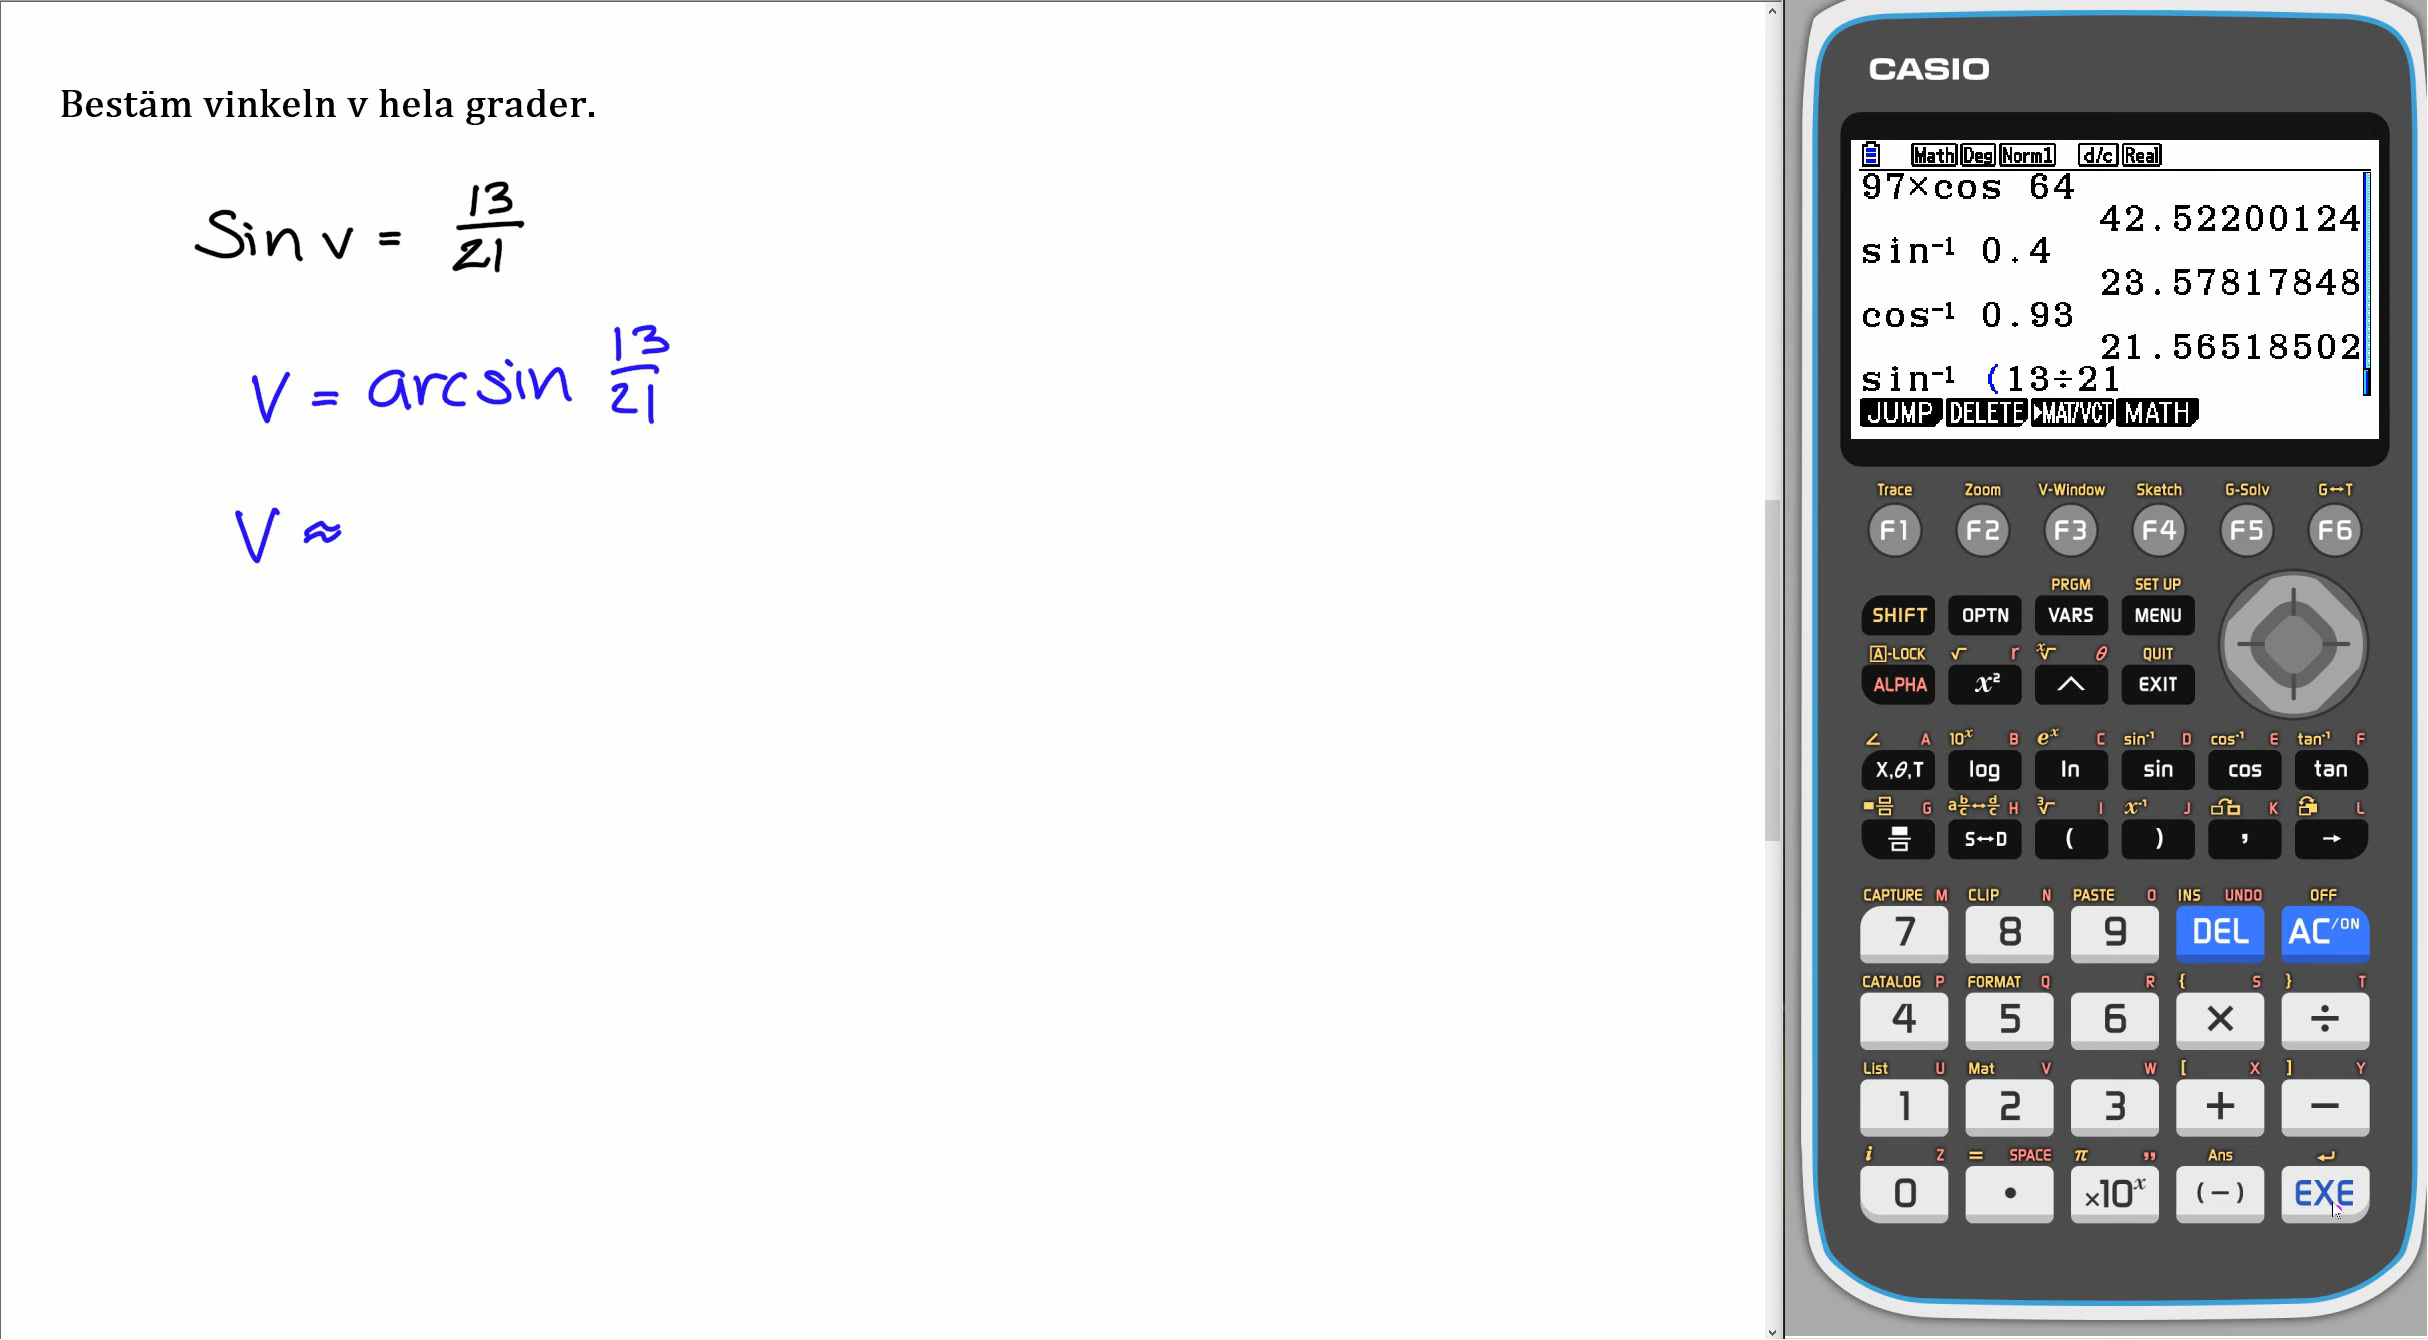 Bestäm vinkeln v hela grader.
Sin v = 13/21
V = arcsin 13/21
V ≈
CASIO
Math Deg Norm1 d/c Real
97×cos 64
42.52200124
sin⁻¹ 0.4
23.57817848
cos⁻¹ 0.93
21.56518502
sin⁻¹ (13÷21
JUMP DELETE ▶MAT/VCT MATH
Trace Zoom V-Window Sketch G-Solv G↔T
F1 F2 F3 F4 F5 F6
PRGM SET UP
SHIFT OPTN VARS MENU
A-LOCK √ r ˣ√ θ QUIT
ALPHA x² ^ EXIT
∠ A 10ˣ B eˣ C sin⁻¹ D cos⁻¹ E tan⁻¹ F
X,θ,T log ln sin cos tan
G a b/c↔d/c H ³√ I x⁻¹ J K L
S↔D ( ) , →
CAPTURE M CLIP N PASTE O INS UNDO OFF
7 8 9 DEL AC/ON
CATALOG P FORMAT Q R { S } T
4 5 6 × ÷
List U Mat V W [ X ] Y
1 2 3 + −
i Z = SPACE π " Ans ↵
0 • ×10ˣ (−) EXE